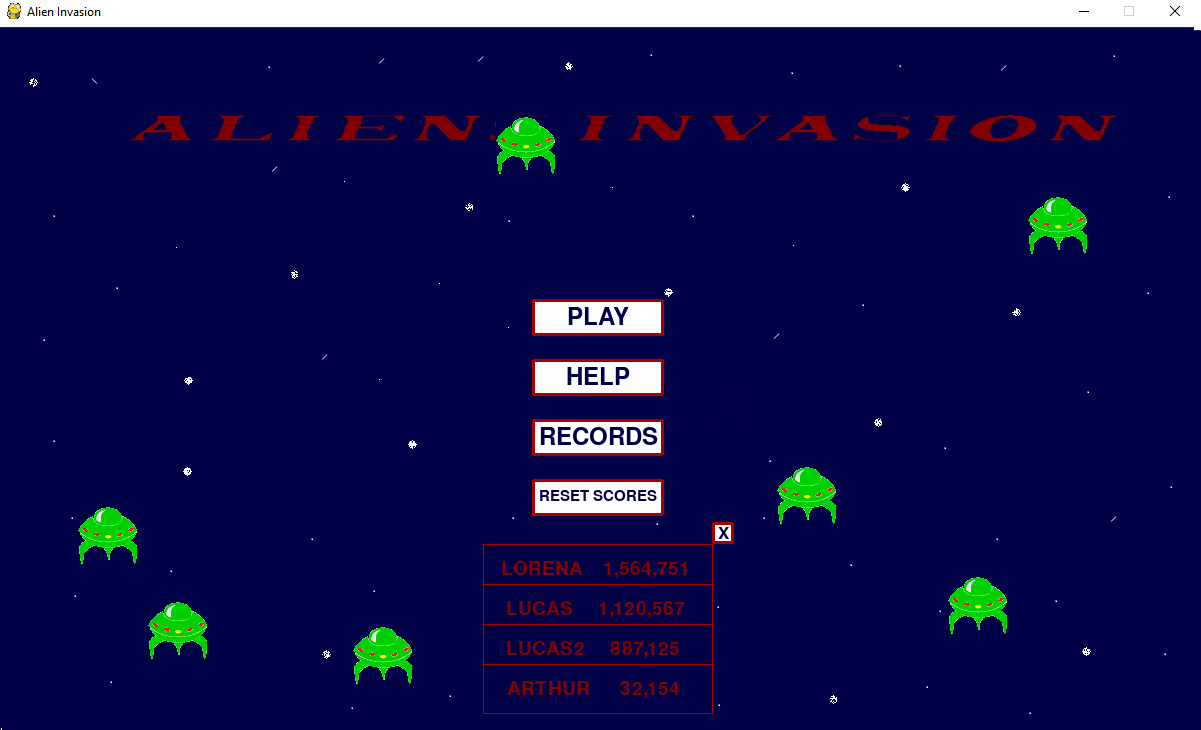 Alien Invasion
ALIEN INVASION
PLAY
HELP
RECORDS
RESET SCORES
X
LORENA 1,564,751
LUCAS 1,120,567
LUCAS2 887,125
ARTHUR 32,154